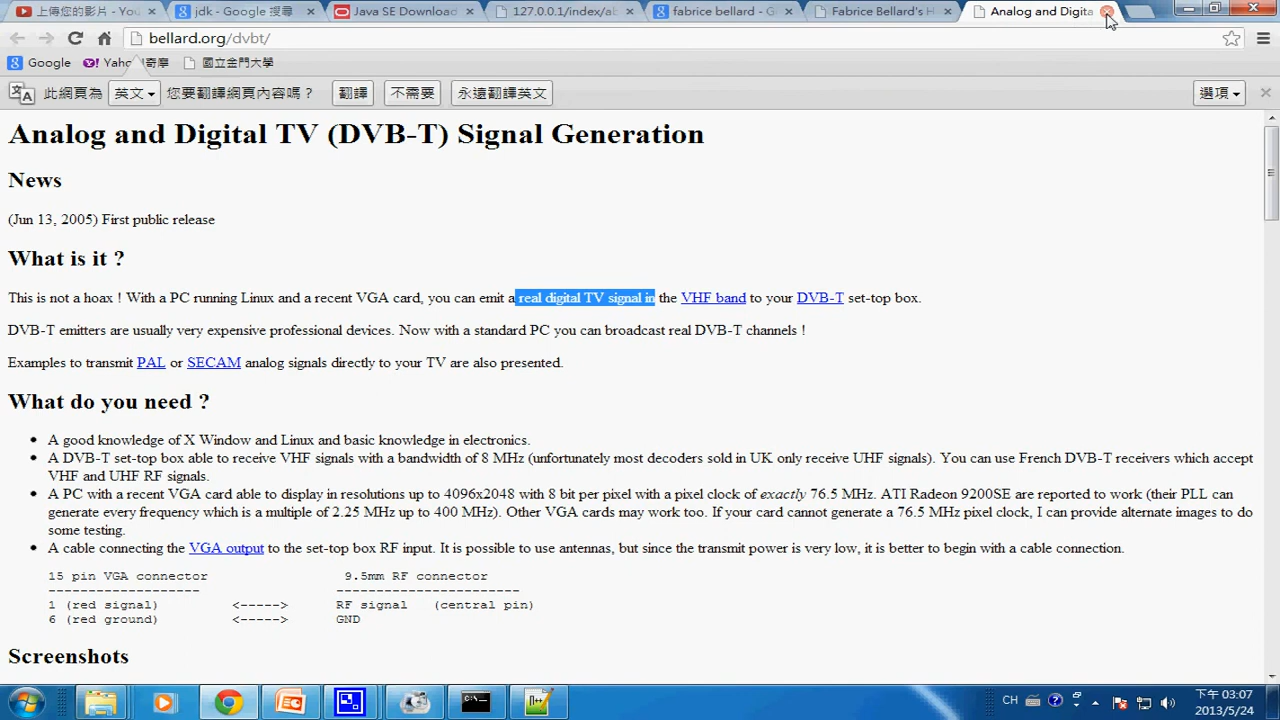 上傳您的影片 - You
jdk - Google 搜尋
Java SE Download
127.0.0.1/index/ab
fabrice bellard - G
Fabrice Bellard's H
Analog and Digita
bellard.org/dvbt/
Google
國立金門大學
此網頁為
英文
您要翻譯網頁內容嗎？
翻譯
不需要
永遠翻譯英文
選項
Analog and Digital TV (DVB-T) Signal Generation
News
(Jun 13, 2005) First public release
What is it ?
This is not a hoax ! With a PC running Linux and a recent VGA card, you can emit a real digital TV signal in the VHF band to your DVB-T set-top box.
DVB-T emitters are usually very expensive professional devices. Now with a standard PC you can broadcast real DVB-T channels !
Examples to transmit PAL or SECAM analog signals directly to your TV are also presented.
What do you need ?
A good knowledge of X Window and Linux and basic knowledge in electronics.
A DVB-T set-top box able to receive VHF signals with a bandwidth of 8 MHz (unfortunately most decoders sold in UK only receive UHF signals). You can use French DVB-T receivers which accept
VHF and UHF RF signals.
A PC with a recent VGA card able to display in resolutions up to 4096x2048 with 8 bit per pixel with a pixel clock of exactly 76.5 MHz. ATI Radeon 9200SE are reported to work (their PLL can
generate every frequency which is a multiple of 2.25 MHz up to 400 MHz). Other VGA cards may work too. If your card cannot generate a 76.5 MHz pixel clock, I can provide alternate images to do
some testing.
A cable connecting the VGA output to the set-top box RF input. It is possible to use antennas, but since the transmit power is very low, it is better to begin with a cable connection.
15 pin VGA connector 9.5mm RF connector
------------------- -----------------------
1 (red signal) <-----> RF signal (central pin)
6 (red ground) <-----> GND
Screenshots
CH
下午 03:07
2013/5/24